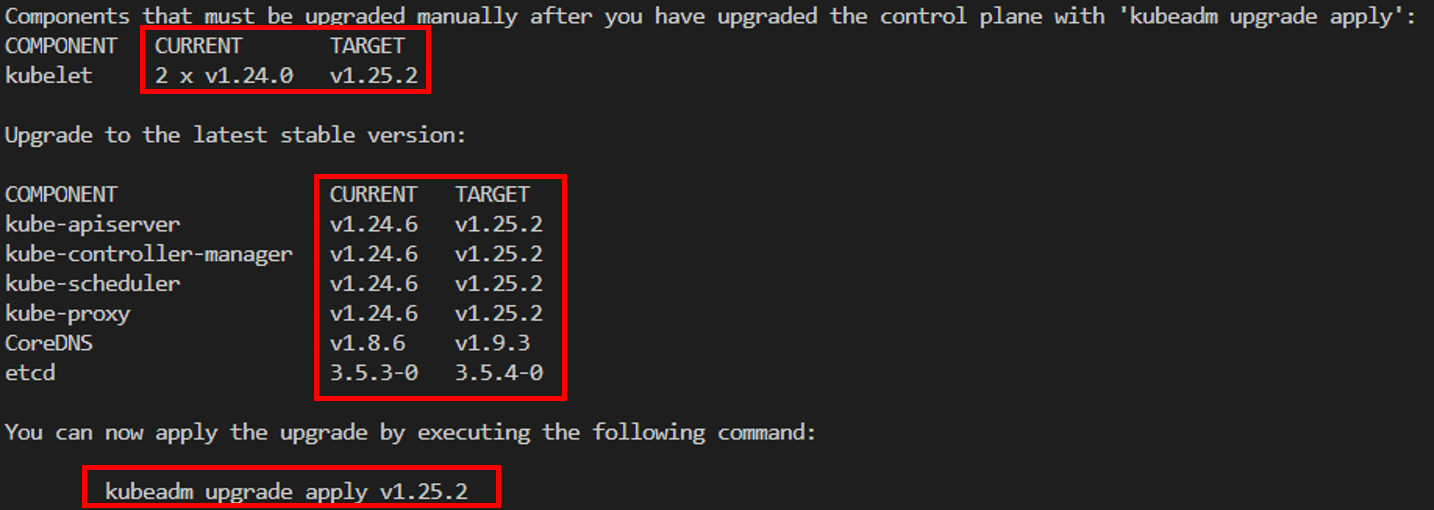 Components that must be upgraded manually after you have upgraded the control plane with 'kubeadm upgrade apply':
COMPONENT   CURRENT       TARGET
kubelet     2 x v1.24.0   v1.25.2
Upgrade to the latest stable version:
COMPONENT                 CURRENT   TARGET
kube-apiserver            v1.24.6   v1.25.2
kube-controller-manager   v1.24.6   v1.25.2
kube-scheduler            v1.24.6   v1.25.2
kube-proxy                v1.24.6   v1.25.2
CoreDNS                   v1.8.6    v1.9.3
etcd                      3.5.3-0   3.5.4-0
You can now apply the upgrade by executing the following command:
kubeadm upgrade apply v1.25.2